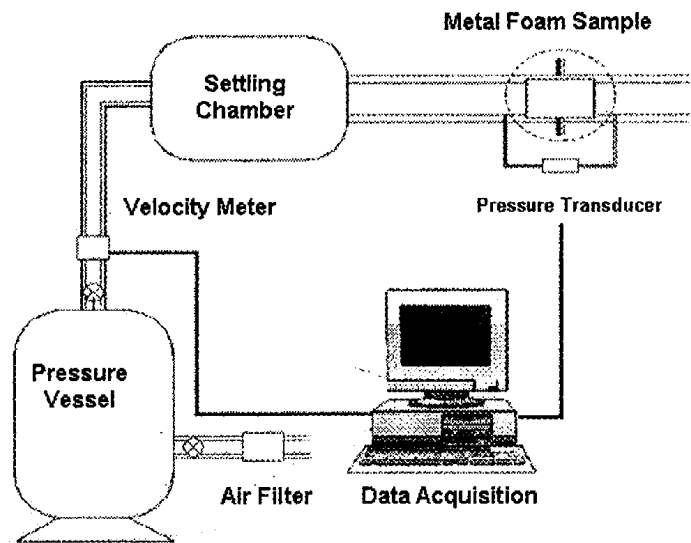 Metal Foam Sample
Settling
Chamber
Velocity Meter
Pressure Transducer
Pressure
Vessel
Air Filter
Data Acquisition